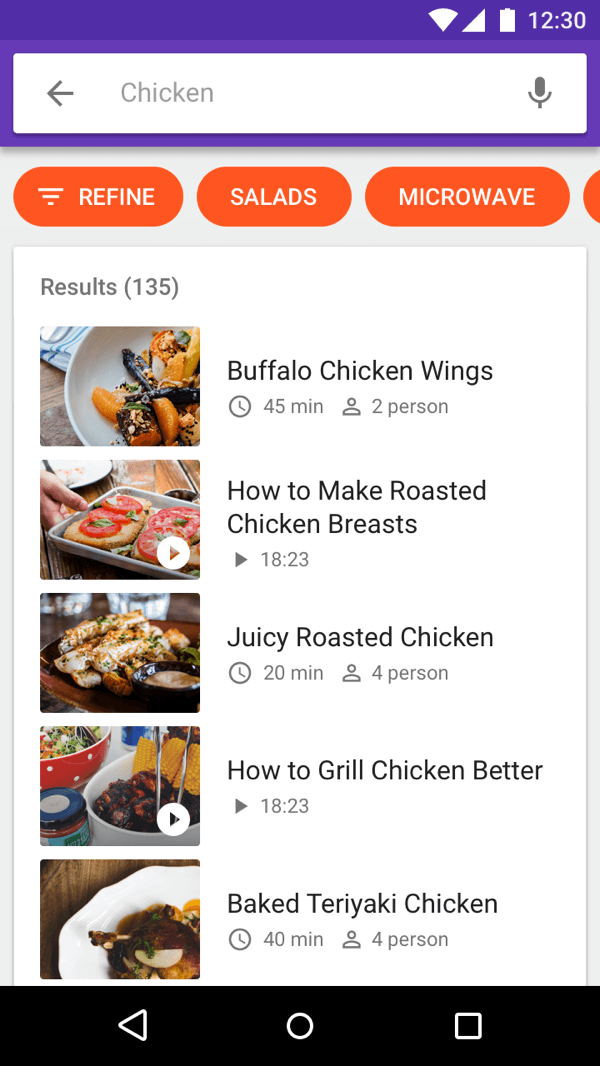 12:30
Chicken
REFINE
SALADS
MICROWAVE
Results (135)
Buffalo Chicken Wings
45 min 2 person
How to Make Roasted
Chicken Breasts
18:23
Juicy Roasted Chicken
20 min 4 person
How to Grill Chicken Better
18:23
Baked Teriyaki Chicken
40 min 4 person